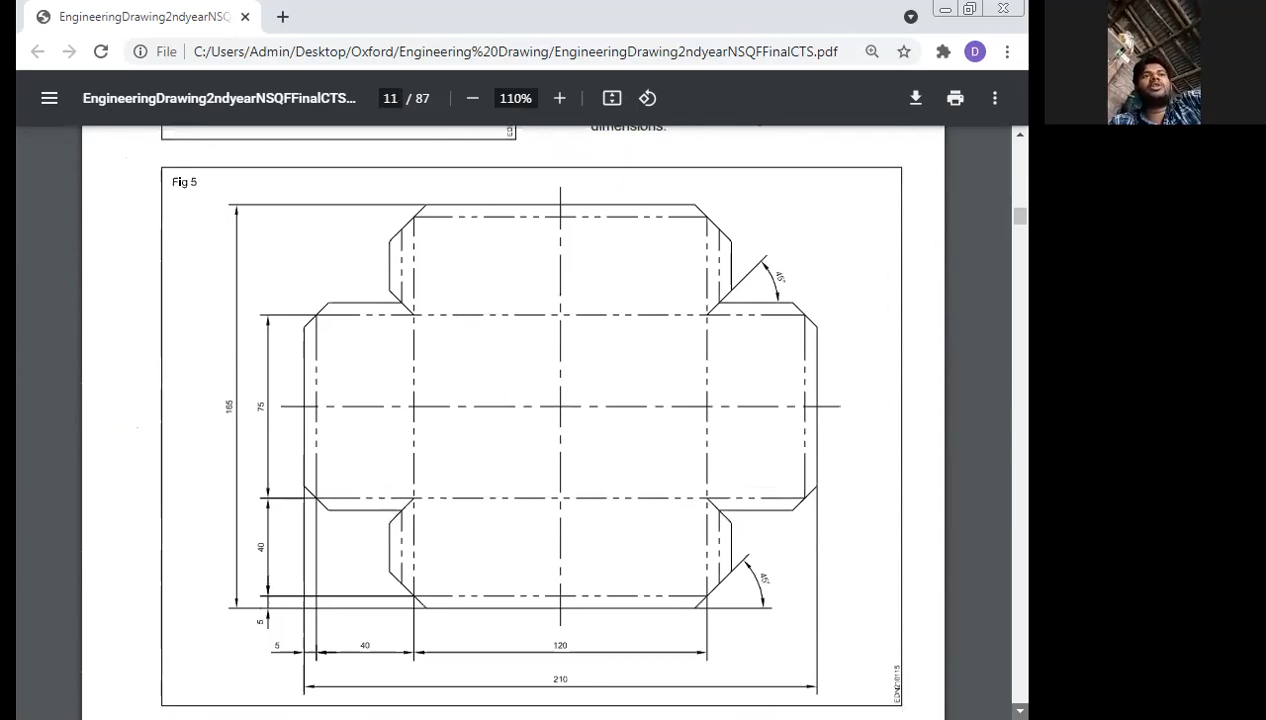 EngineeringDrawing2ndyearNSQ
File C:/Users/Admin/Desktop/Oxford/Engineering%20Drawing/EngineeringDrawing2ndyearNSQFFinalCTS.pdf
D
EngineeringDrawing2ndyearNSQFFinalCTS... 11 / 87 110%
dimensions.
Fig 5
45°
165
75
40
45°
5
5 40 120
210